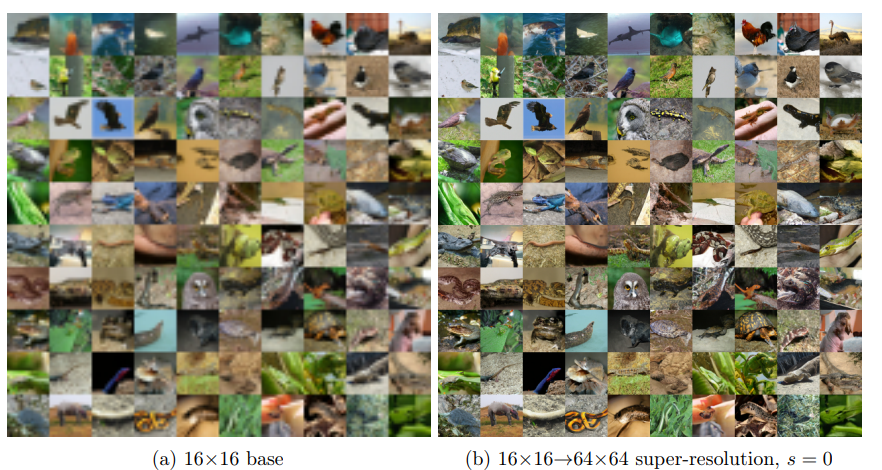 (a) 16×16 base
(b) 16×16→64×64 super-resolution, s = 0